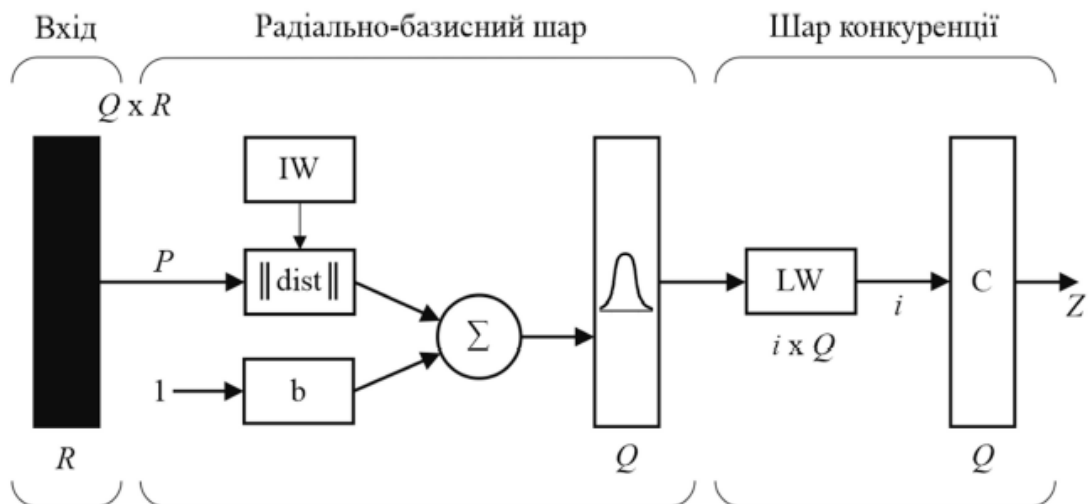 Вхід
Радіально-базисний шар
Шар конкуренції
Q x R
IW
P
|| dist ||
LW
C
i
Z
Σ
i x Q
1
b
R
Q
Q